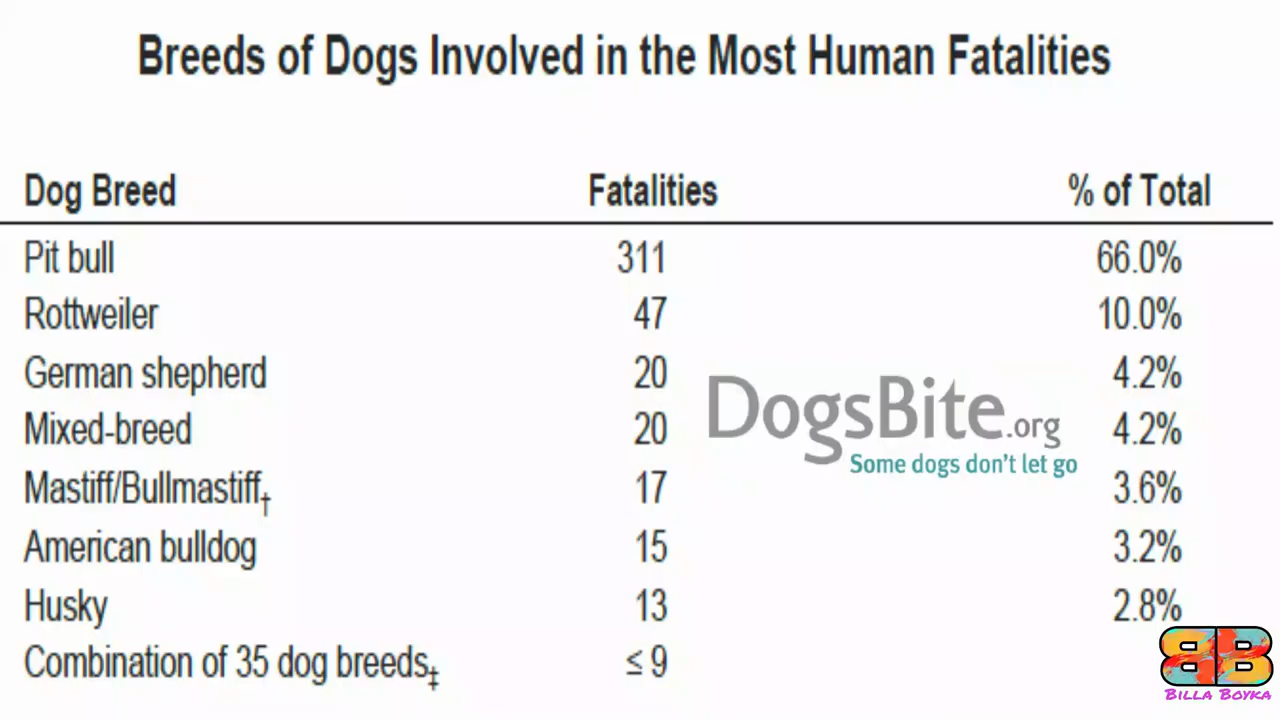 Breeds of Dogs Involved in the Most Human Fatalities
Dog Breed Fatalities % of Total
Pit bull 311 66.0%
Rottweiler 47 10.0%
German shepherd 20 4.2%
Mixed-breed 20 4.2%
DogsBite.org
Some dogs don't let go
Mastiff/Bullmastiff† 17 3.6%
American bulldog 15 3.2%
Husky 13 2.8%
Combination of 35 dog breeds‡ ≤ 9
BB
BILLA BOYKA